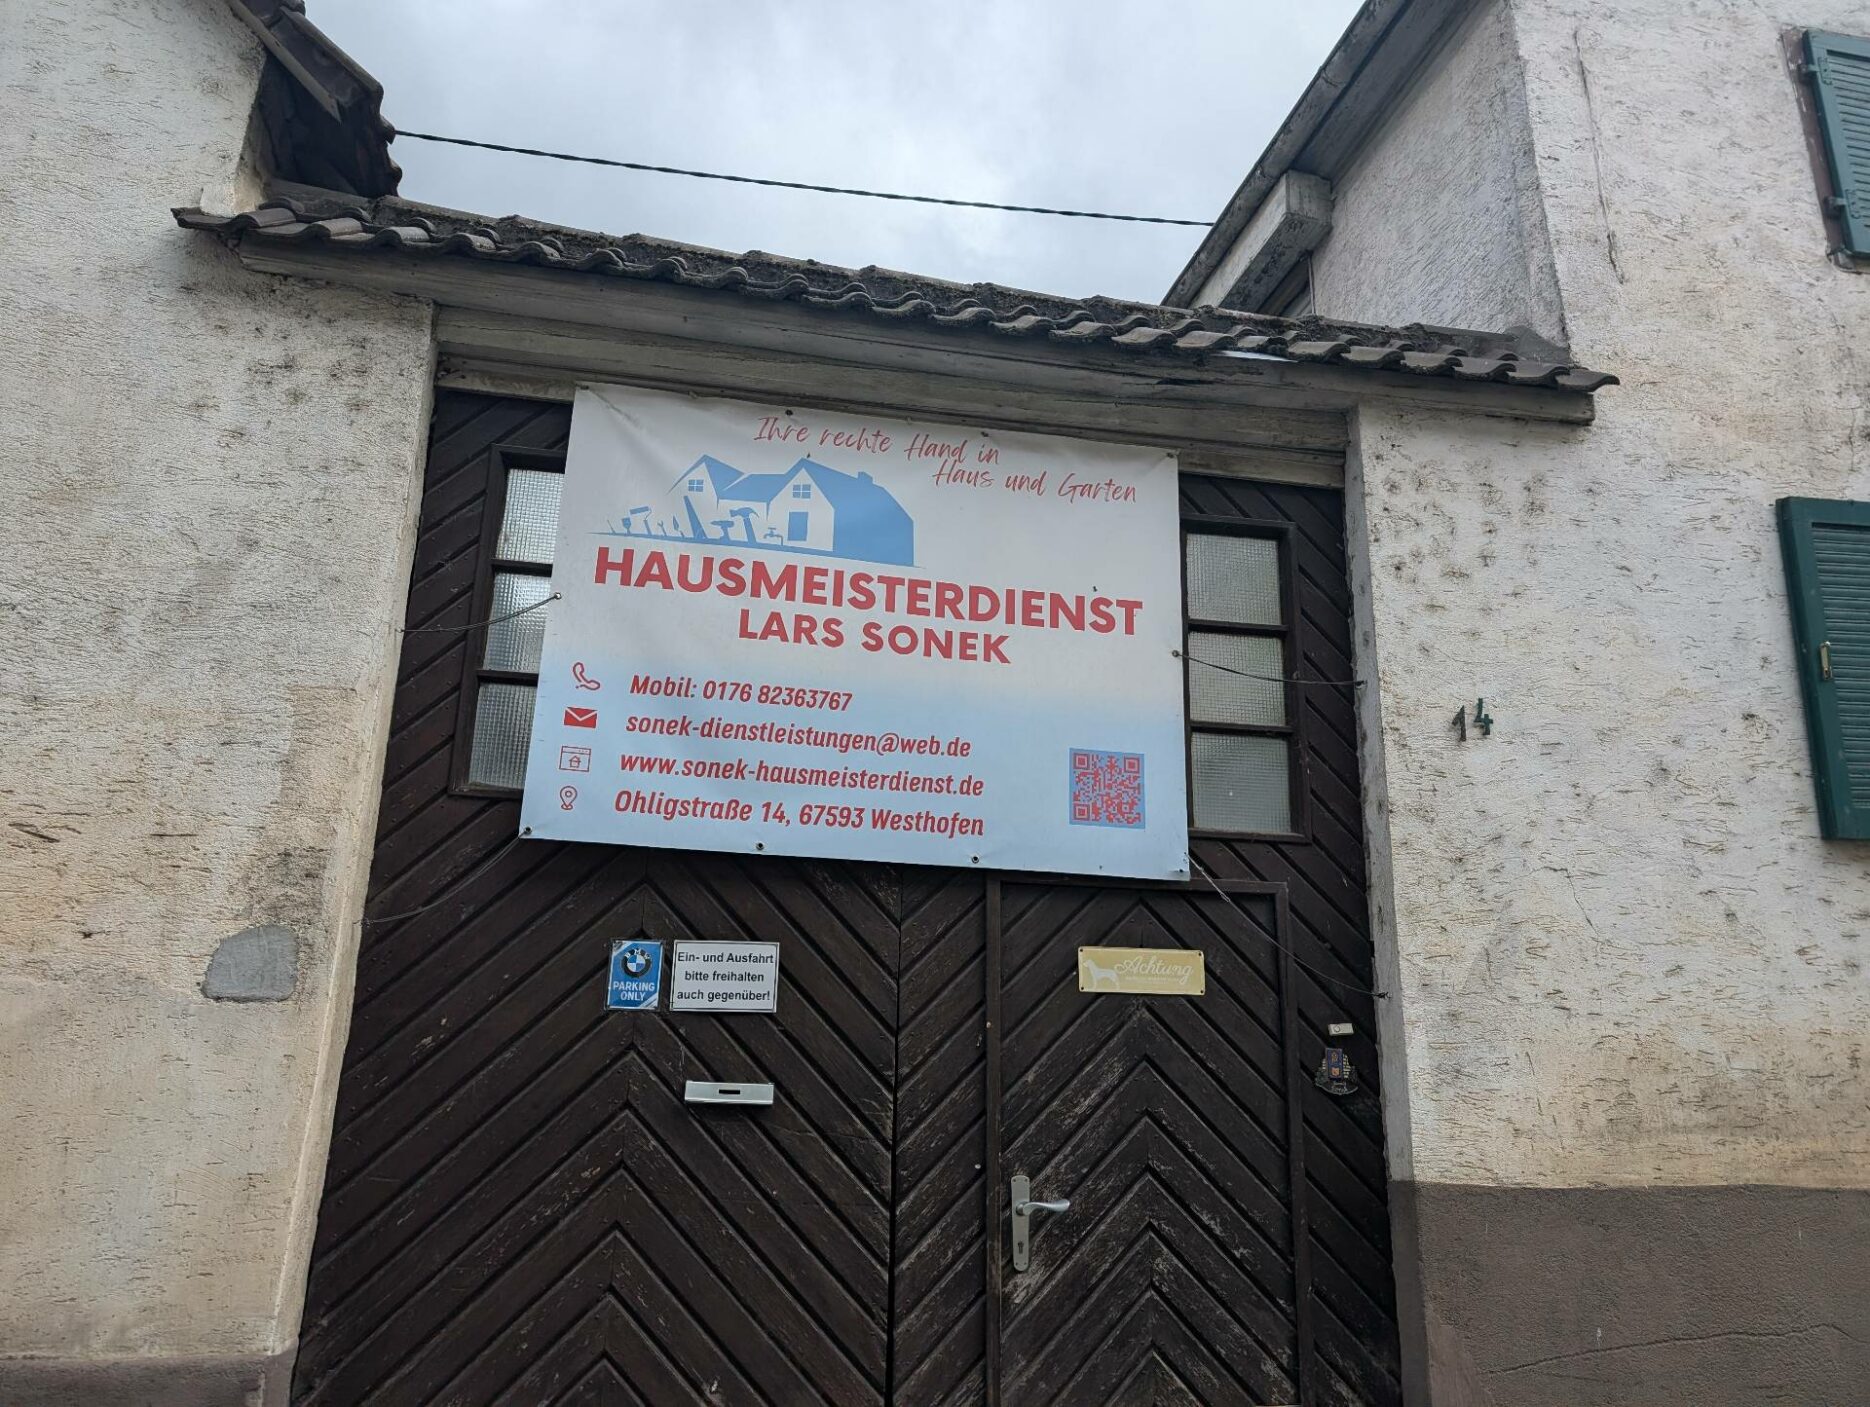 Ihre rechte Hand in
Haus und Garten
HAUSMEISTERDIENST
LARS SONEK
Mobil: 0176 82363767
sonek-dienstleistungen@web.de
www.sonek-hausmeisterdienst.de
Ohligstraße 14, 67593 Westhofen
14
PARKING
ONLY
Ein- und Ausfahrt
bitte freihalten
auch gegenüber!
Achtung